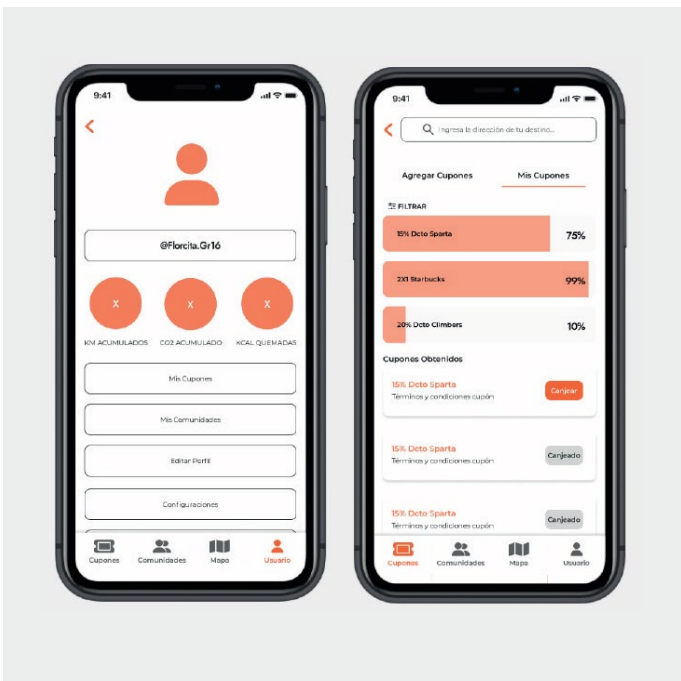 9:41
@Florcita.Gr16
X X X
KM ACUMULADOS CO2 ACUMULADO KCAL QUEMADAS
Mis Cupones
Mis Comunidades
Editar Perfil
Configuraciones
Cupones Comunidades Mapa Usuario
9:41
Ingresa la dirección de tu destino...
Agregar Cupones Mis Cupones
FILTRAR
15% Dcto Sparta 75%
2X1 Starbucks 99%
20% Dcto Climbers 10%
Cupones Obtenidos
15% Dcto Sparta
Términos y condiciones cupón
Canjear
15% Dcto Sparta
Términos y condiciones cupón
Canjeado
15% Dcto Sparta
Términos y condiciones cupón
Canjeado
Cupones Comunidades Mapa Usuario